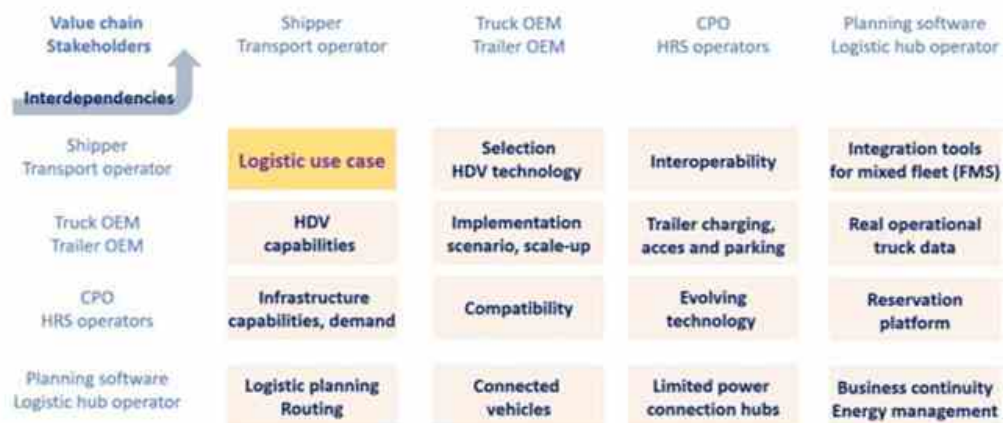 Value chain
Stakeholders
Shipper
Transport operator
Truck OEM
Trailer OEM
CPO
HRS operators
Planning software
Logistic hub operator
Interdependencies
Shipper
Transport operator
Logistic use case
Selection
HDV technology
Interoperability
Integration tools
for mixed fleet (FMS)
Truck OEM
Trailer OEM
HDV
capabilities
Implementation
scenario, scale-up
Trailer charging,
acces and parking
Real operational
truck data
CPO
HRS operators
Infrastructure
capabilities, demand
Compatibility
Evolving
technology
Reservation
platform
Planning software
Logistic hub operator
Logistic planning
Routing
Connected
vehicles
Limited power
connection hubs
Business continuity
Energy management